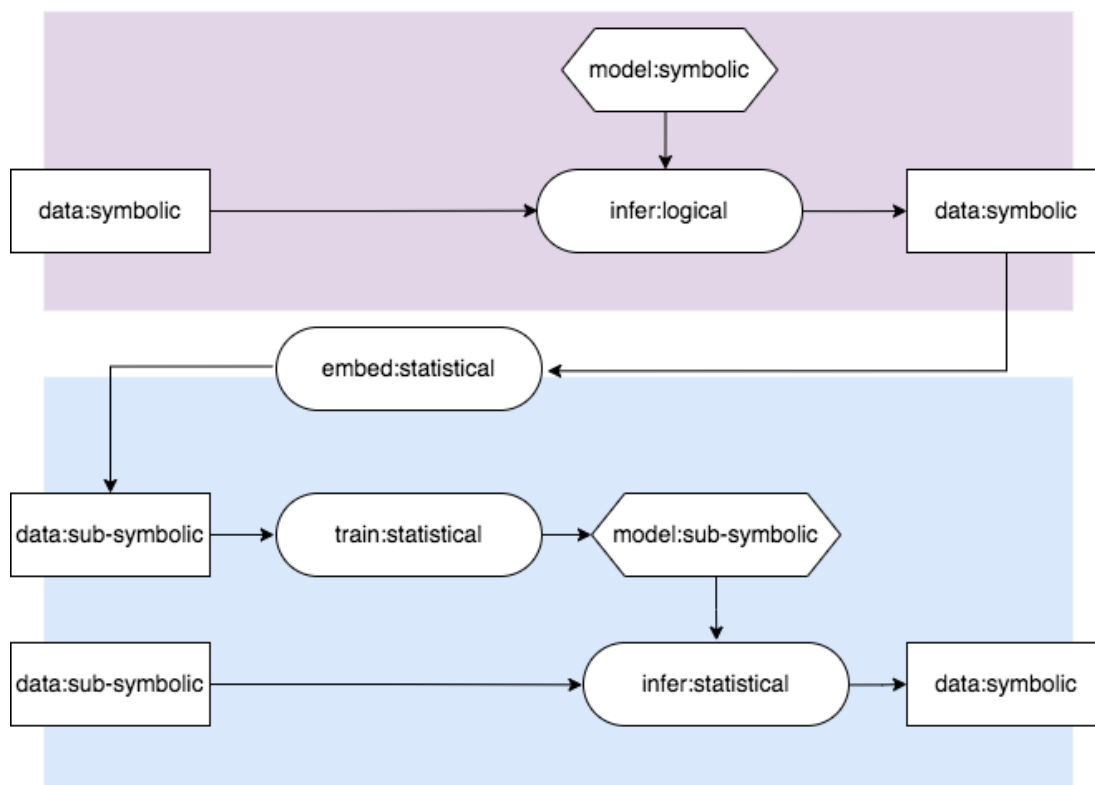 model:symbolic
data:symbolic
infer:logical
data:symbolic
embed:statistical
data:sub-symbolic
train:statistical
model:sub-symbolic
data:sub-symbolic
infer:statistical
data:symbolic